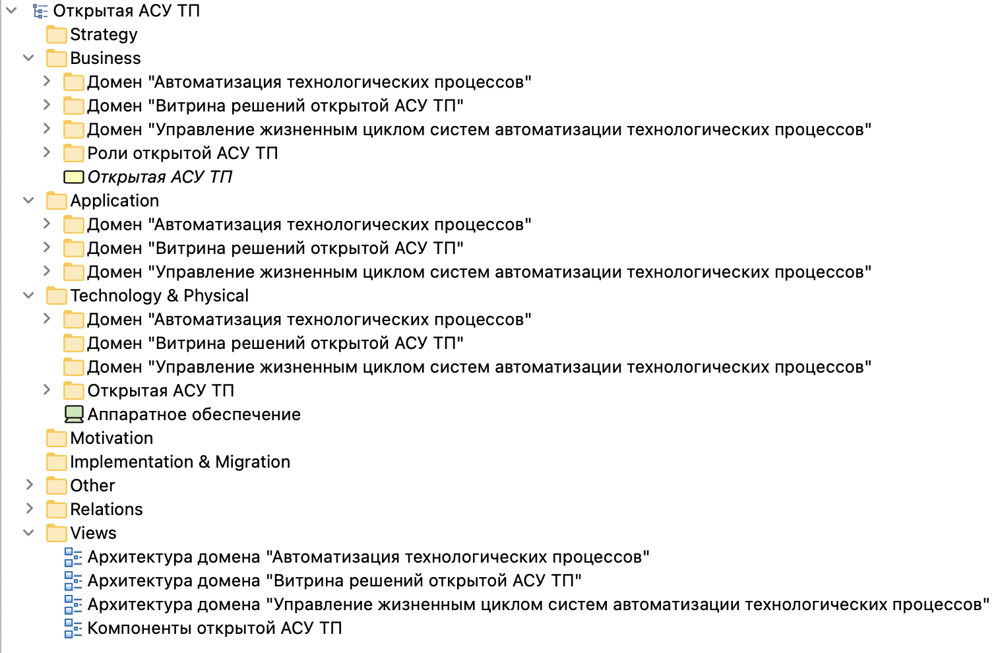 Открытая АСУ ТП
Strategy
Business
Домен "Автоматизация технологических процессов"
Домен "Витрина решений открытой АСУ ТП"
Домен "Управление жизненным циклом систем автоматизации технологических процессов"
Роли открытой АСУ ТП
Открытая АСУ ТП
Application
Домен "Автоматизация технологических процессов"
Домен "Витрина решений открытой АСУ ТП"
Домен "Управление жизненным циклом систем автоматизации технологических процессов"
Technology & Physical
Домен "Автоматизация технологических процессов"
Домен "Витрина решений открытой АСУ ТП"
Домен "Управление жизненным циклом систем автоматизации технологических процессов"
Открытая АСУ ТП
Аппаратное обеспечение
Motivation
Implementation & Migration
Other
Relations
Views
Архитектура домена "Автоматизация технологических процессов"
Архитектура домена "Витрина решений открытой АСУ ТП"
Архитектура домена "Управление жизненным циклом систем автоматизации технологических процессов"
Компоненты открытой АСУ ТП